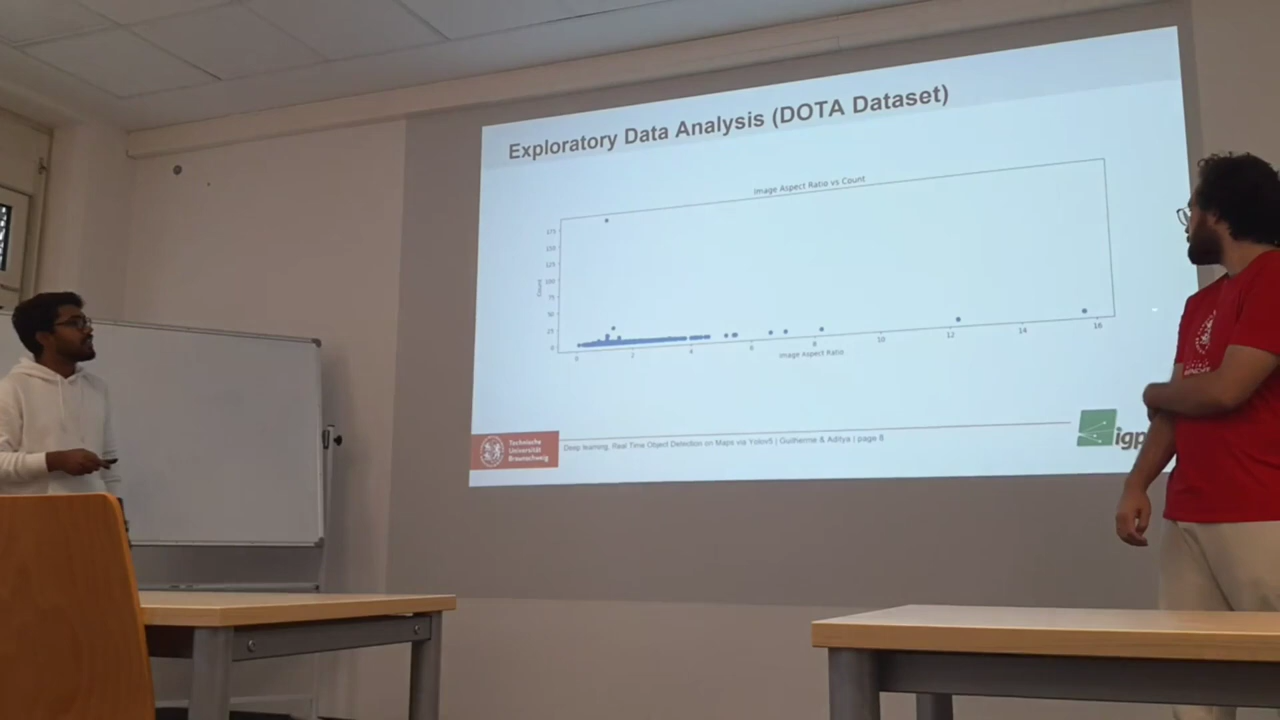 Exploratory Data Analysis (DOTA Dataset)
Image Aspect Ratio vs Count
175
150
125
100
75
50
25
0
Count
0 2 4 6 8 10 12 14 16
Image Aspect Ratio
Technische
Universität
Braunschweig
Deep learning, Real Time Object Detection on Maps via Yolov5 | Guilherme & Aditya | page 8
igp